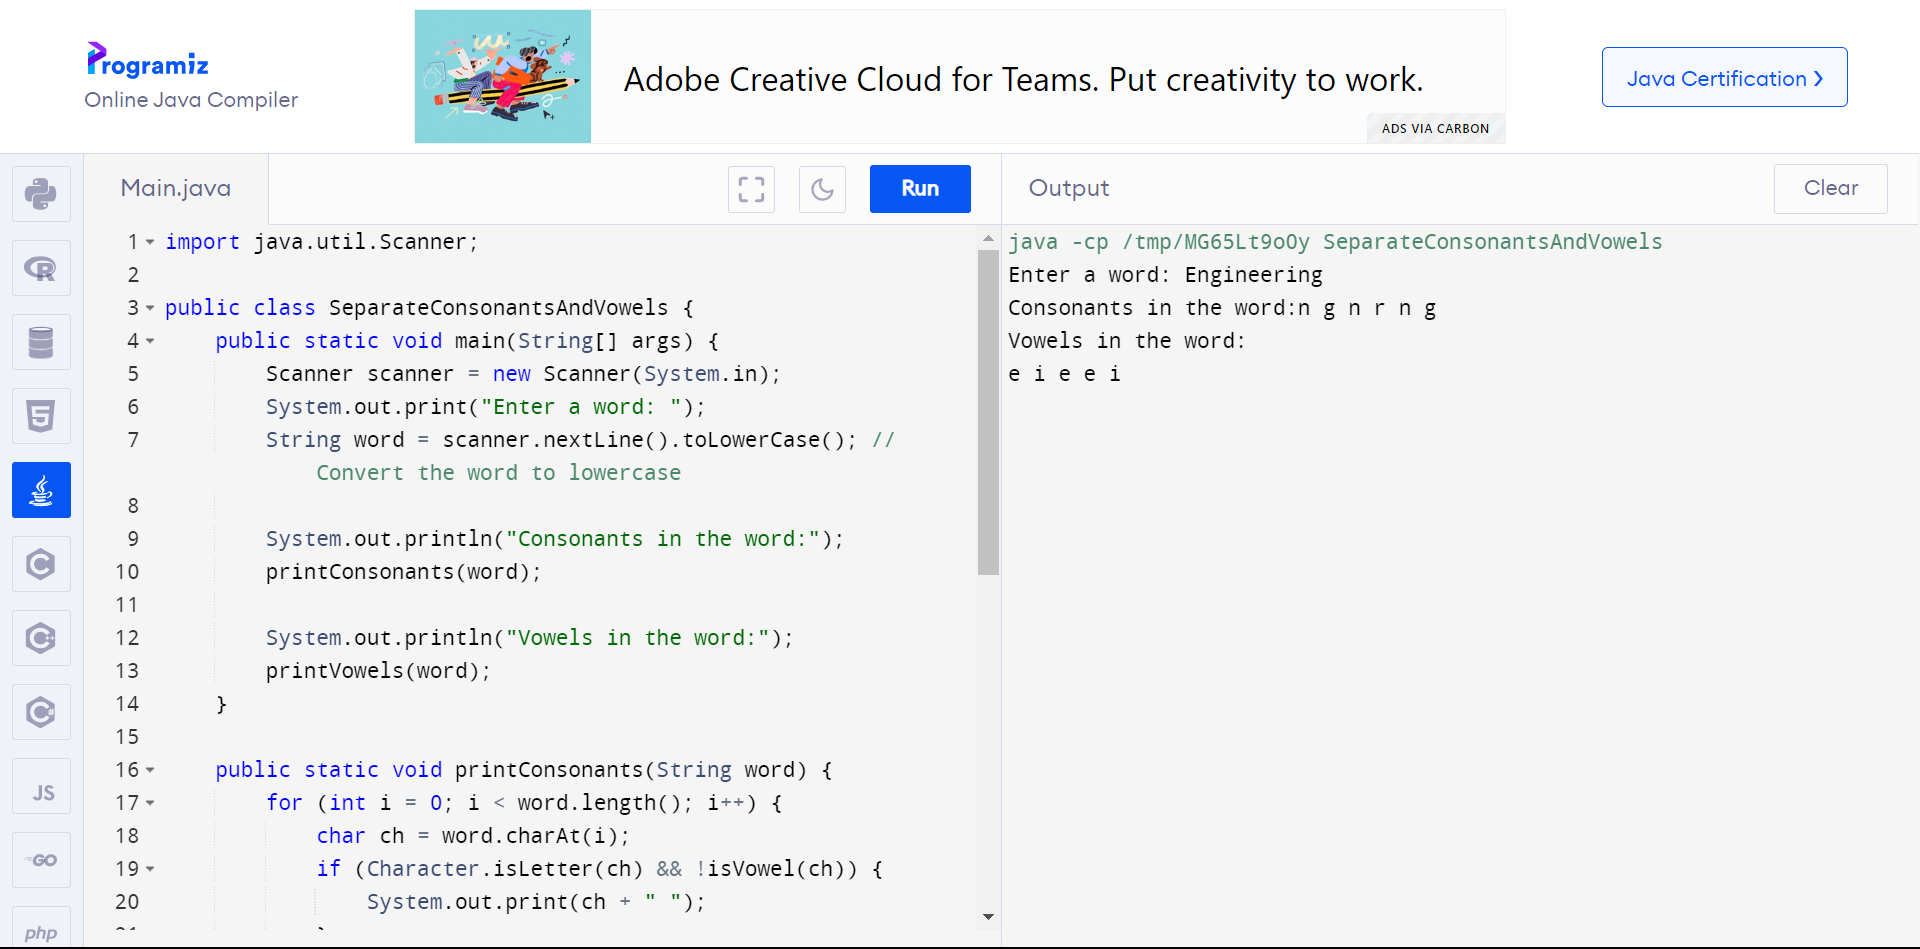 Programiz
Online Java Compiler
Adobe Creative Cloud for Teams. Put creativity to work.
ADS VIA CARBON
Java Certification ›
Main.java
Run
Output
Clear
1 import java.util.Scanner;
2
3 public class SeparateConsonantsAndVowels {
4 public static void main(String[] args) {
5 Scanner scanner = new Scanner(System.in);
6 System.out.print("Enter a word: ");
7 String word = scanner.nextLine().toLowerCase(); //
Convert the word to lowercase
8
9 System.out.println("Consonants in the word:");
10 printConsonants(word);
11
12 System.out.println("Vowels in the word:");
13 printVowels(word);
14 }
15
16 public static void printConsonants(String word) {
17 for (int i = 0; i < word.length(); i++) {
18 char ch = word.charAt(i);
19 if (Character.isLetter(ch) && !isVowel(ch)) {
20 System.out.print(ch + " ");
java -cp /tmp/MG65Lt9oOy SeparateConsonantsAndVowels
Enter a word: Engineering
Consonants in the word:n g n r n g
Vowels in the word:
e i e e i
R
5
C
C++
C#
JS
GO
php